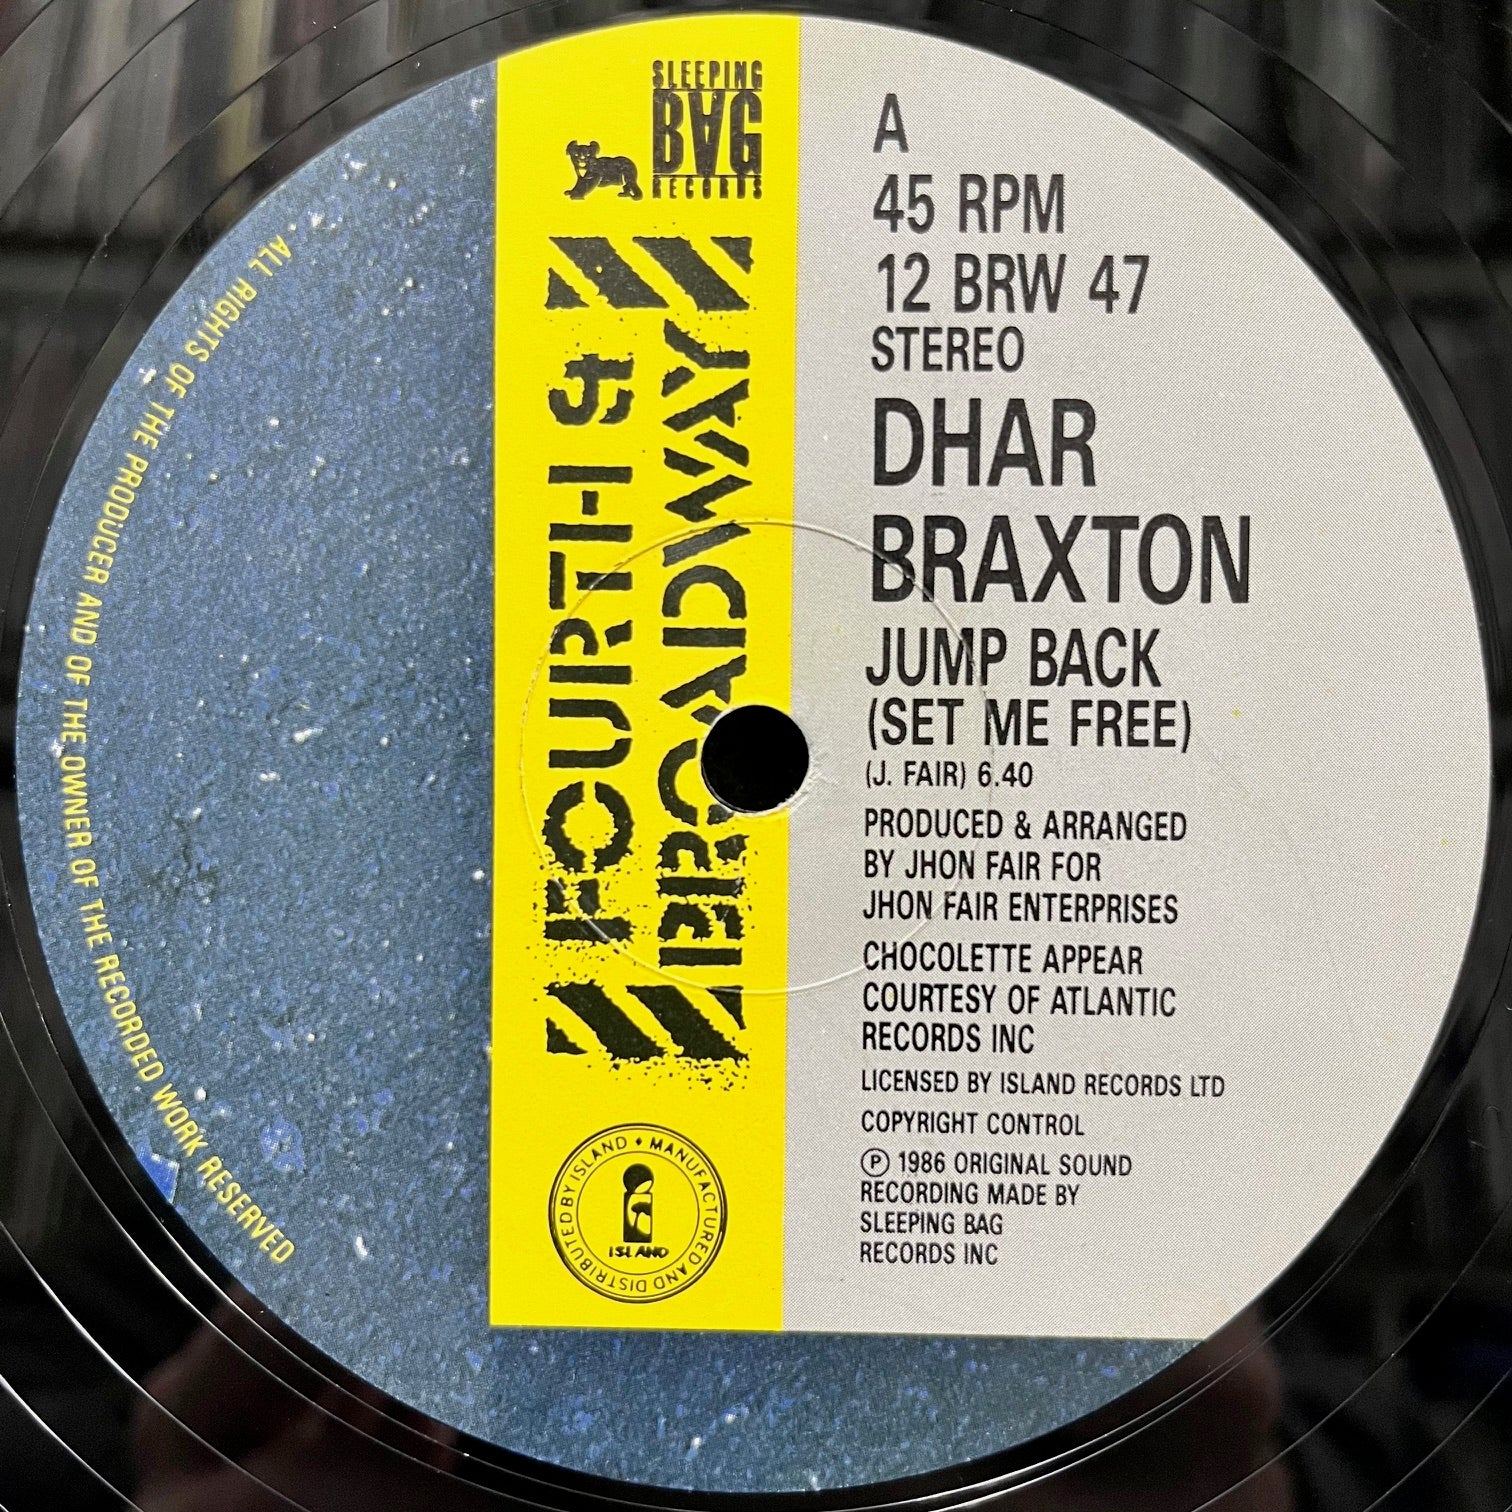 SLEEPING
BAG
RECORDS
FOURTH &
BROADWAY
A
45 RPM
12 BRW 47
STEREO
DHAR
BRAXTON
JUMP BACK
(SET ME FREE)
(J. FAIR) 6.40
PRODUCED & ARRANGED
BY JHON FAIR FOR
JHON FAIR ENTERPRISES
CHOCOLETTE APPEAR
COURTESY OF ATLANTIC
RECORDS INC
LICENSED BY ISLAND RECORDS LTD
COPYRIGHT CONTROL
Ⓟ 1986 ORIGINAL SOUND
RECORDING MADE BY
SLEEPING BAG
RECORDS INC
• MANUFACTURED AND DISTRIBUTED BY ISLAND
ISLAND
· ALL RIGHTS OF THE PRODUCER AND OF THE OWNER OF THE RECORDED WORK RESERVED